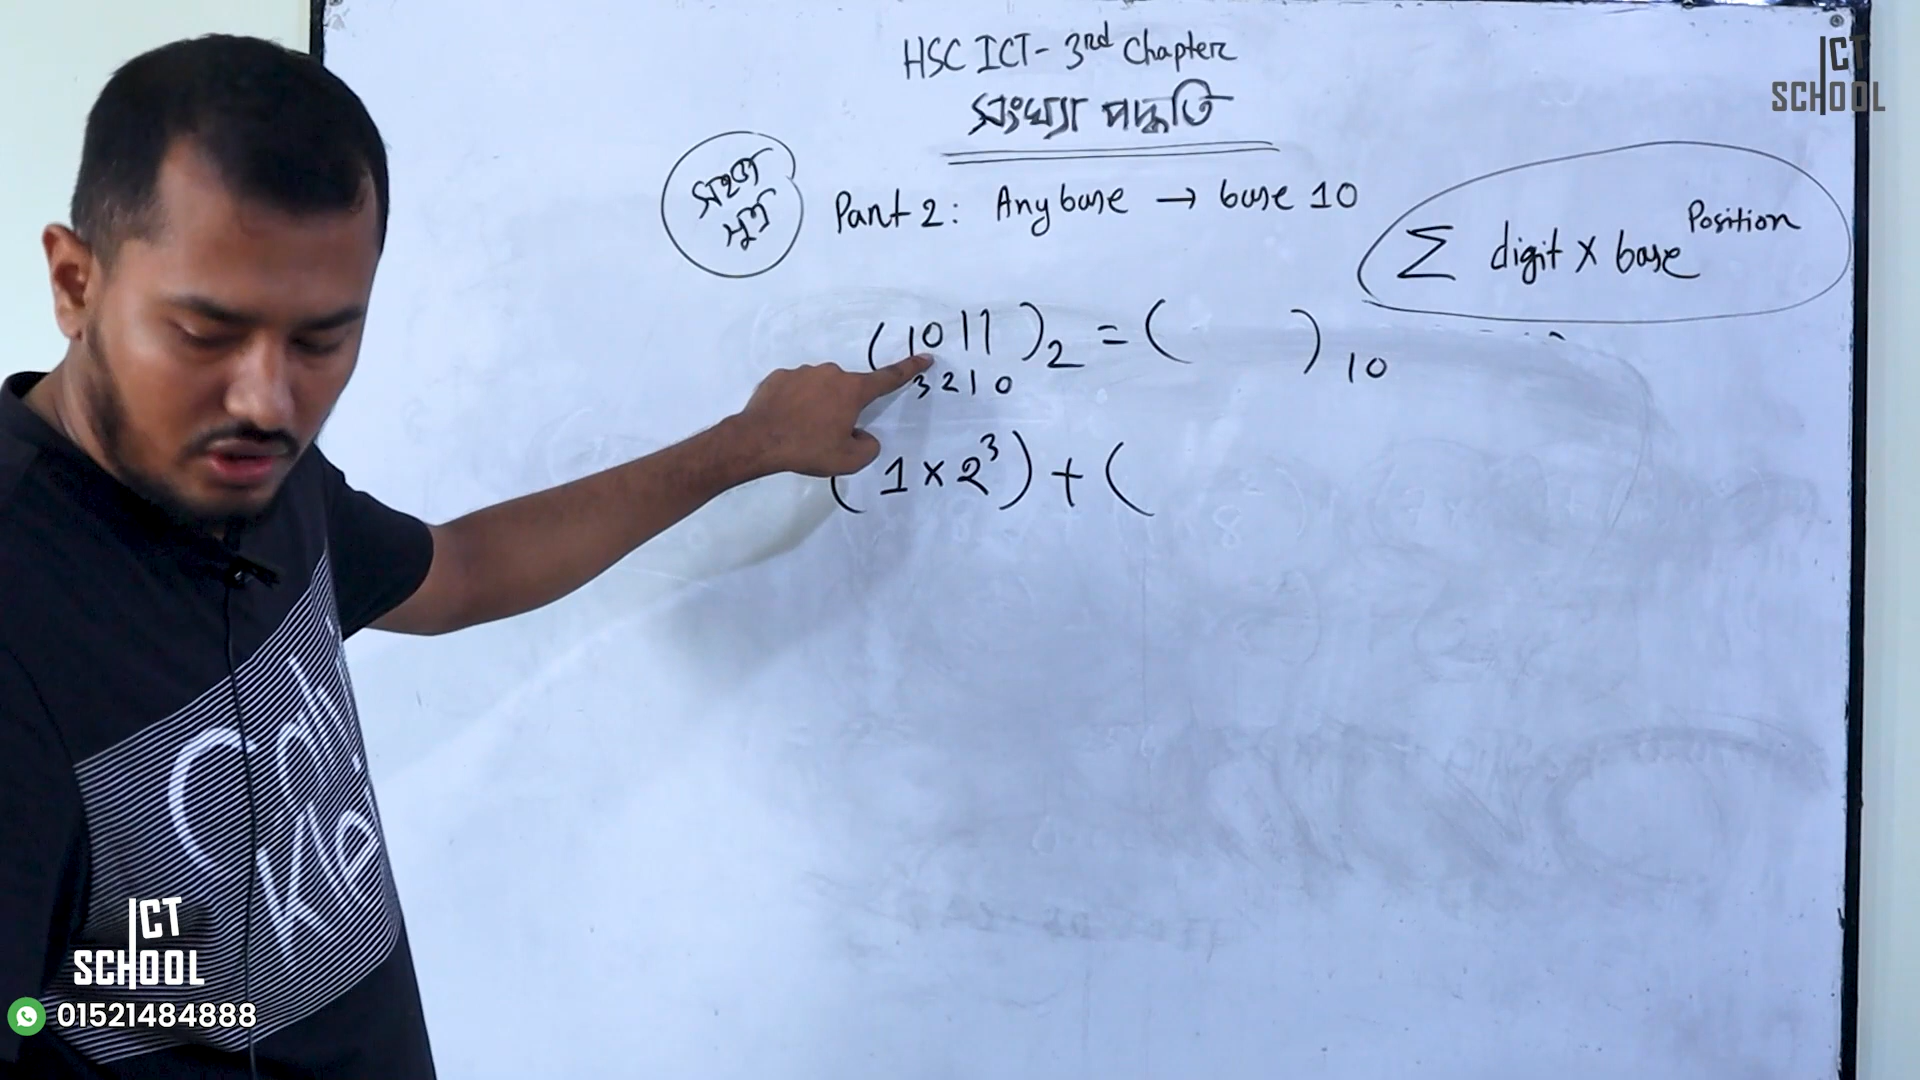 HSC ICT - 3rd Chapter
সংখ্যা পদ্ধতি
সহজ
সূত্র
Part 2: Any base → base 10
Σ digit × base^Position
(1011)₂ = ( )₁₀
3 2 1 0
(1 × 2³) + (
ICT
SCHOOL
ICT
SCHOOL
01521484888